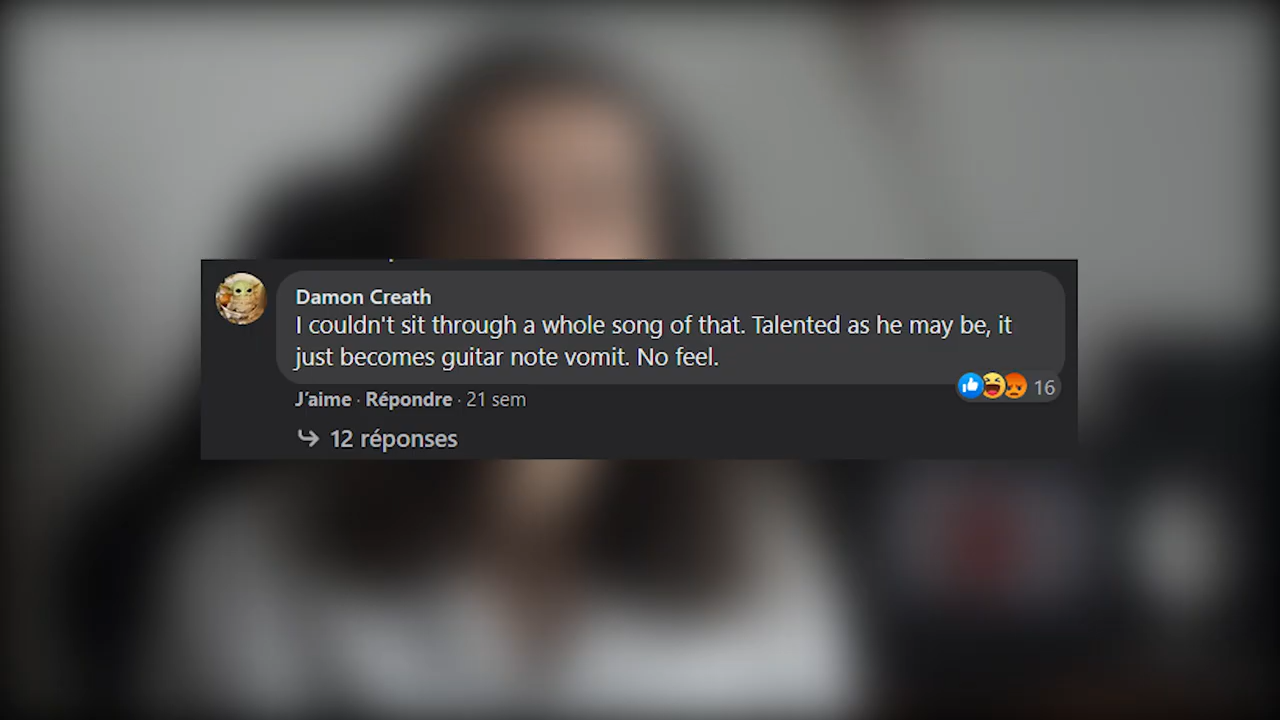 Damon Creath
I couldn't sit through a whole song of that. Talented as he may be, it
just becomes guitar note vomit. No feel.
J’aime · Répondre · 21 sem
16
12 réponses